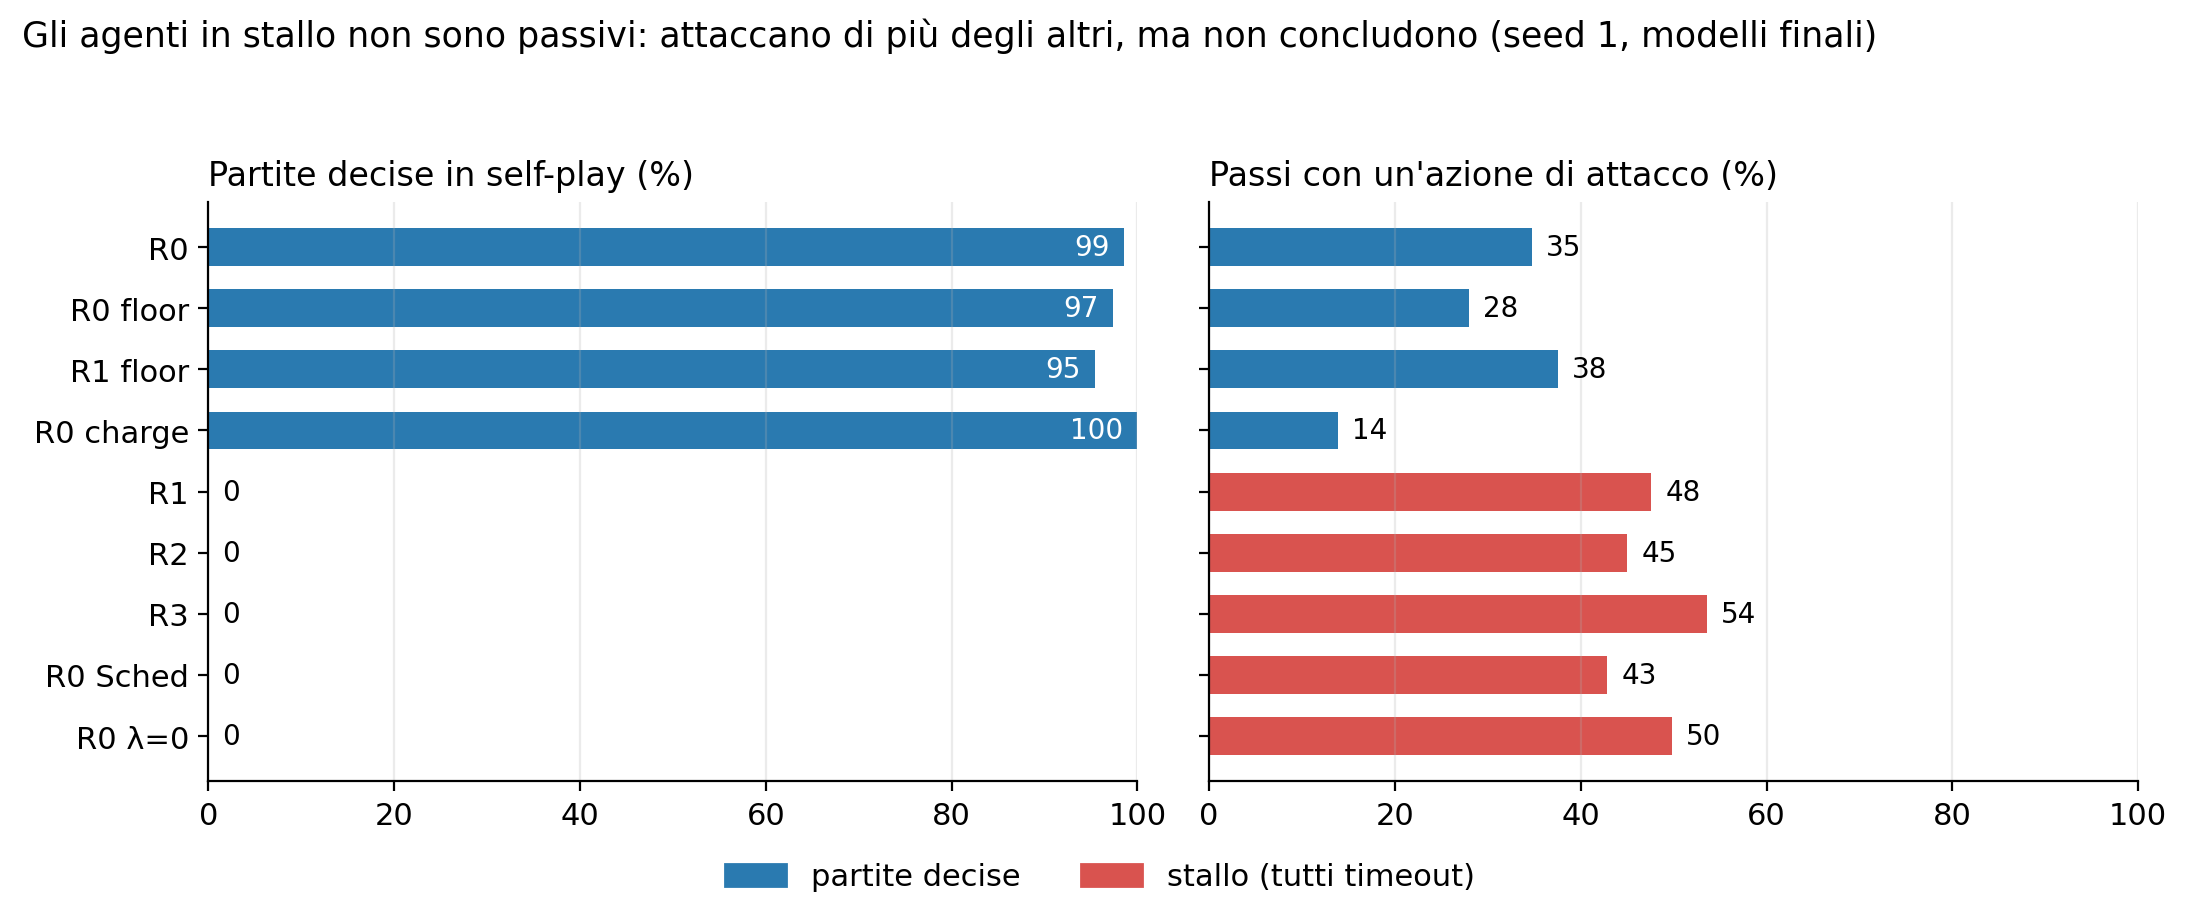 Gli agenti in stallo non sono passivi: attaccano di più degli altri, ma non concludono (seed 1, modelli finali)
Partite decise in self-play (%)
R0
99
R0 floor
97
R1 floor
95
R0 charge
100
R1
0
R2
0
R3
0
R0 Sched
0
R0 λ=0
0
0 20 40 60 80 100
Passi con un'azione di attacco (%)
35
28
38
14
48
45
54
43
50
0 20 40 60 80 100
partite decise
stallo (tutti timeout)